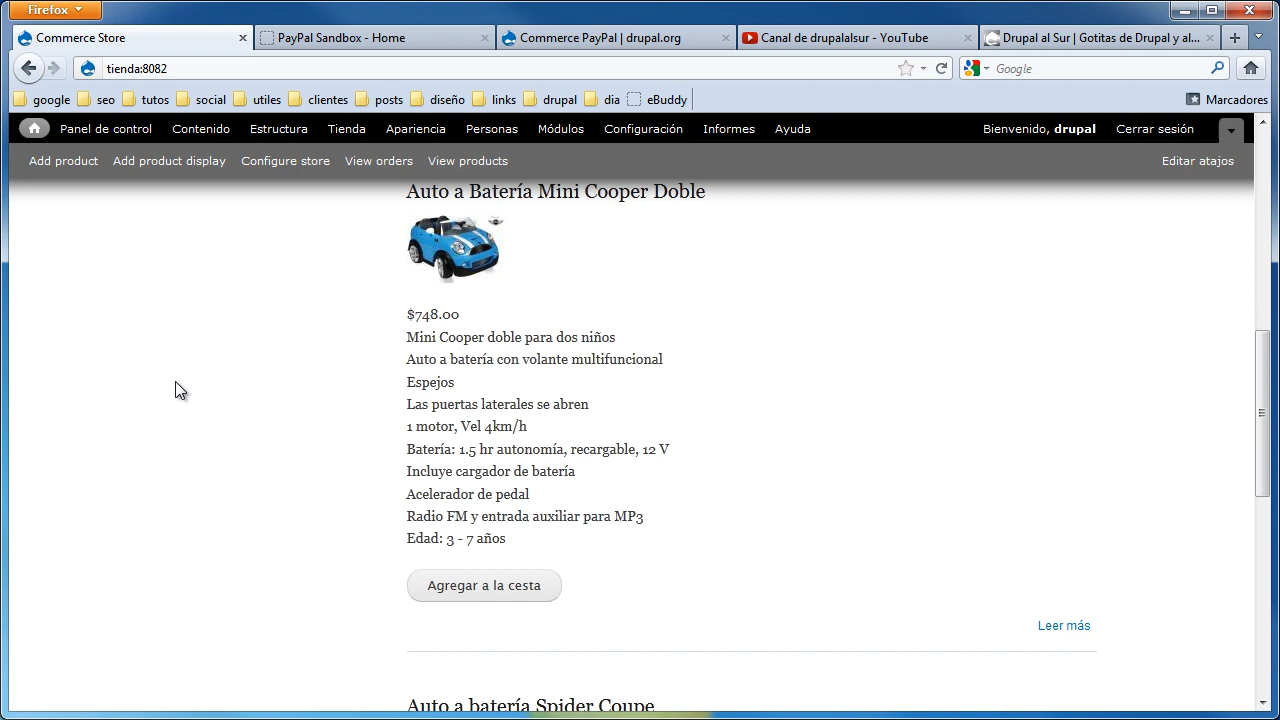 Firefox
Commerce Store
PayPal Sandbox - Home
Commerce PayPal | drupal.org
Canal de drupalalsur - YouTube
Drupal al Sur | Gotitas de Drupal y al...
tienda:8082
Google
google
seo
tutos
social
utiles
clientes
posts
diseño
links
drupal
dia
eBuddy
Marcadores
Panel de control
Contenido
Estructura
Tienda
Apariencia
Personas
Módulos
Configuración
Informes
Ayuda
Bienvenido, drupal
Cerrar sesión
Add product
Add product display
Configure store
View orders
View products
Editar atajos
Auto a Batería Mini Cooper Doble
$748.00
Mini Cooper doble para dos niños
Auto a batería con volante multifuncional
Espejos
Las puertas laterales se abren
1 motor, Vel 4km/h
Batería: 1.5 hr autonomía, recargable, 12 V
Incluye cargador de batería
Acelerador de pedal
Radio FM y entrada auxiliar para MP3
Edad: 3 - 7 años
Agregar a la cesta
Leer más
Auto a batería Spider Coupe